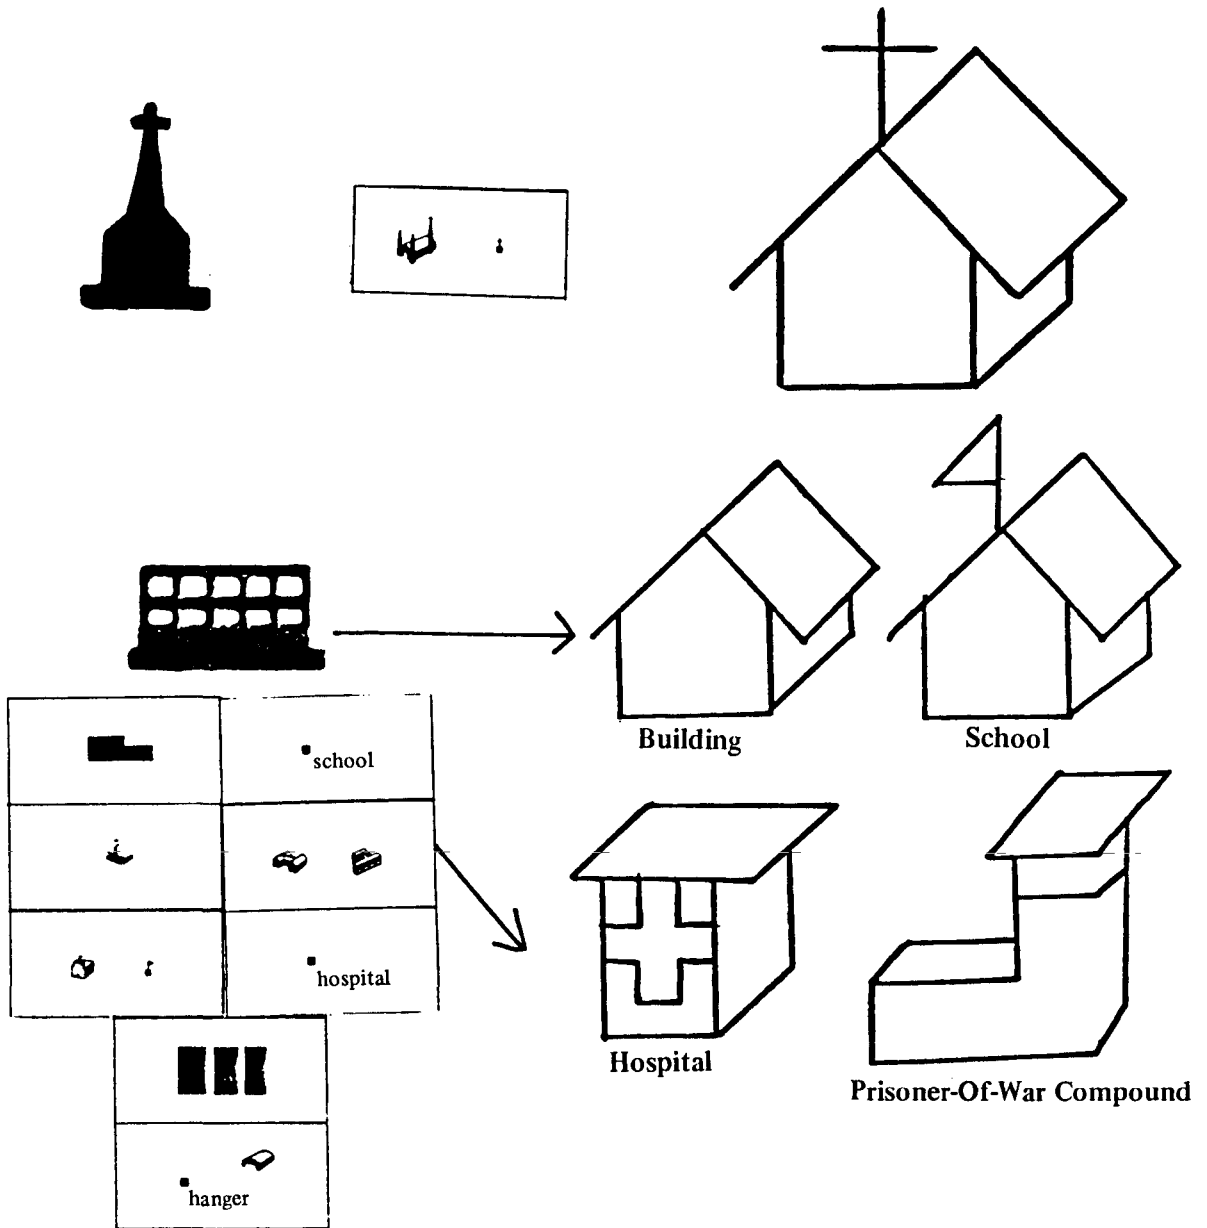 Building
School
school
hospital
Hospital
Prisoner-Of-War Compound
hanger